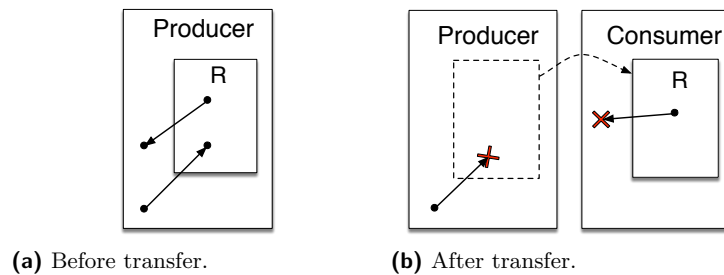 Producer
R
Producer
Consumer
R
(a) Before transfer.
(b) After transfer.